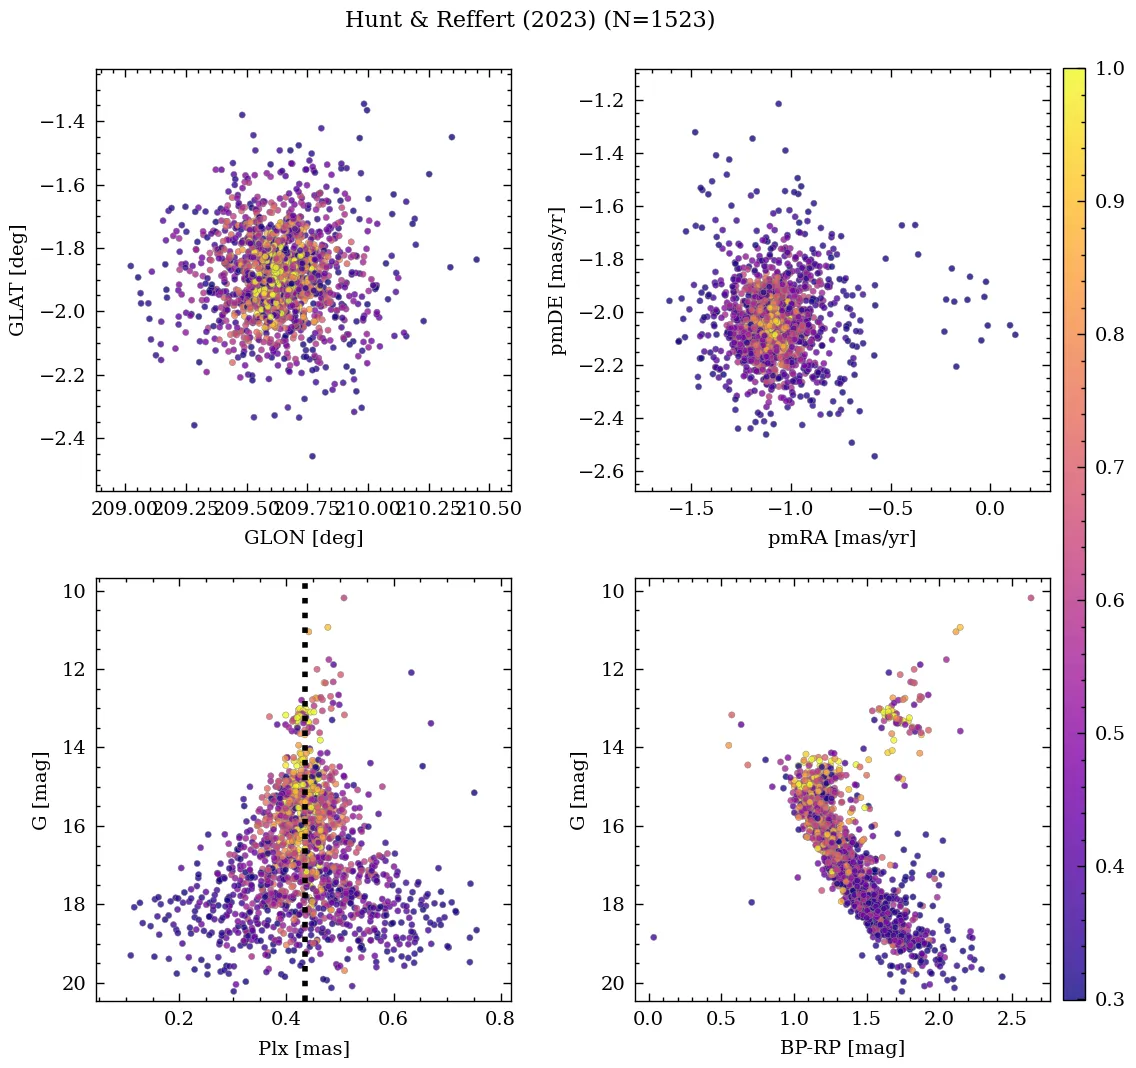 Hunt & Reffert (2023) (N=1523)
−1.4
−1.6
−1.8
−2.0
−2.2
−2.4
GLAT [deg]
209.00 209.25 209.50 209.75 210.00 210.25 210.50
GLON [deg]
−1.2
−1.4
−1.6
−1.8
−2.0
−2.2
−2.4
−2.6
pmDE [mas/yr]
−1.5 −1.0 −0.5 0.0
pmRA [mas/yr]
10
12
14
16
18
20
G [mag]
0.2 0.4 0.6 0.8
Plx [mas]
10
12
14
16
18
20
G [mag]
0.0 0.5 1.0 1.5 2.0 2.5
BP-RP [mag]
1.0
0.9
0.8
0.7
0.6
0.5
0.4
0.3